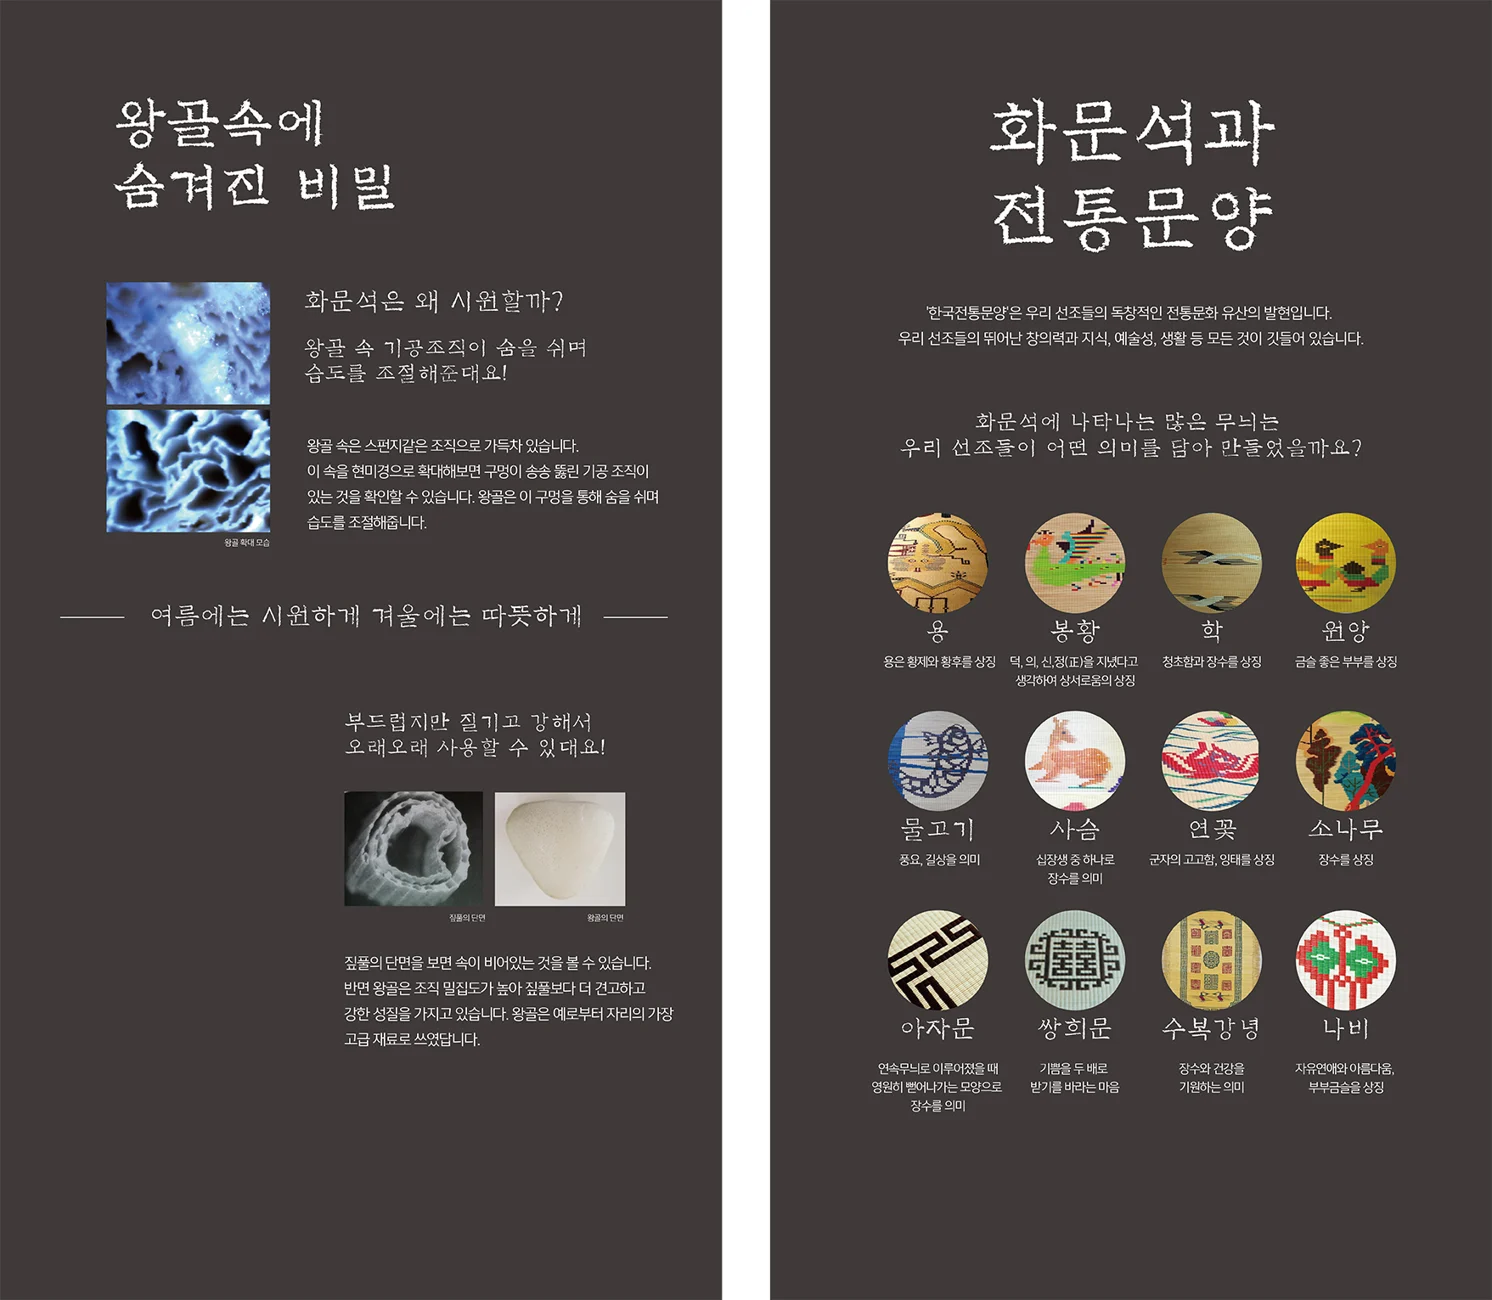 왕골속에
숨겨진 비밀
화문석은 왜 시원할까?
왕골 속 기공조직이 숨을 쉬며
습도를 조절해준대요!
왕골 속은 스펀지같은 조직으로 가득차 있습니다.
이 속을 현미경으로 확대해보면 구멍이 송송 뚫린 기공 조직이
있는 것을 확인할 수 있습니다. 왕골은 이 구멍을 통해 숨을 쉬며
습도를 조절해줍니다.
왕골 확대 모습
여름에는 시원하게 겨울에는 따뜻하게
부드럽지만 질기고 강해서
오래오래 사용할 수 있대요!
짚풀의 단면
왕골의 단면
짚풀의 단면을 보면 속이 비어있는 것을 볼 수 있습니다.
반면 왕골은 조직 밀집도가 높아 짚풀보다 더 견고하고
강한 성질을 가지고 있습니다. 왕골은 예로부터 자리의 가장
고급 재료로 쓰였답니다.
화문석과
전통문양
'한국전통문양'은 우리 선조들의 독창적인 전통문화 유산의 발현입니다.
우리 선조들의 뛰어난 창의력과 지식, 예술성, 생활 등 모든 것이 깃들어 있습니다.
화문석에 나타나는 많은 무늬는
우리 선조들이 어떤 의미를 담아 만들었을까요?
용
용은 황제와 황후를 상징
봉황
덕, 의, 신,정(正)을 지녔다고
생각하여 상서로움의 상징
학
청초함과 장수를 상징
원앙
금슬 좋은 부부를 상징
물고기
풍요, 길상을 의미
사슴
십장생 중 하나로
장수를 의미
연꽃
군자의 고고함, 잉태를 상징
소나무
장수를 상징
아자문
연속무늬로 이루어졌을 때
영원히 뻗어나가는 모양으로
장수를 의미
쌍희문
기쁨을 두 배로
받기를 바라는 마음
수복강녕
장수와 건강을
기원하는 의미
나비
자유연애와 아름다움,
부부금슬을 상징